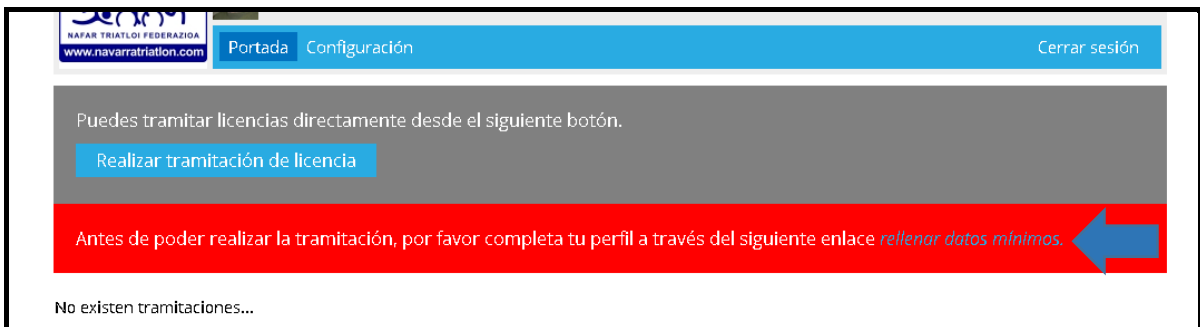 NAFAR TRIATLOI FEDERAZIOA
www.navarratriatlon.com
Portada Configuración Cerrar sesión
Puedes tramitar licencias directamente desde el siguiente botón.
Realizar tramitación de licencia
Antes de poder realizar la tramitación, por favor completa tu perfil a través del siguiente enlace rellenar datos mínimos.
No existen tramitaciones...